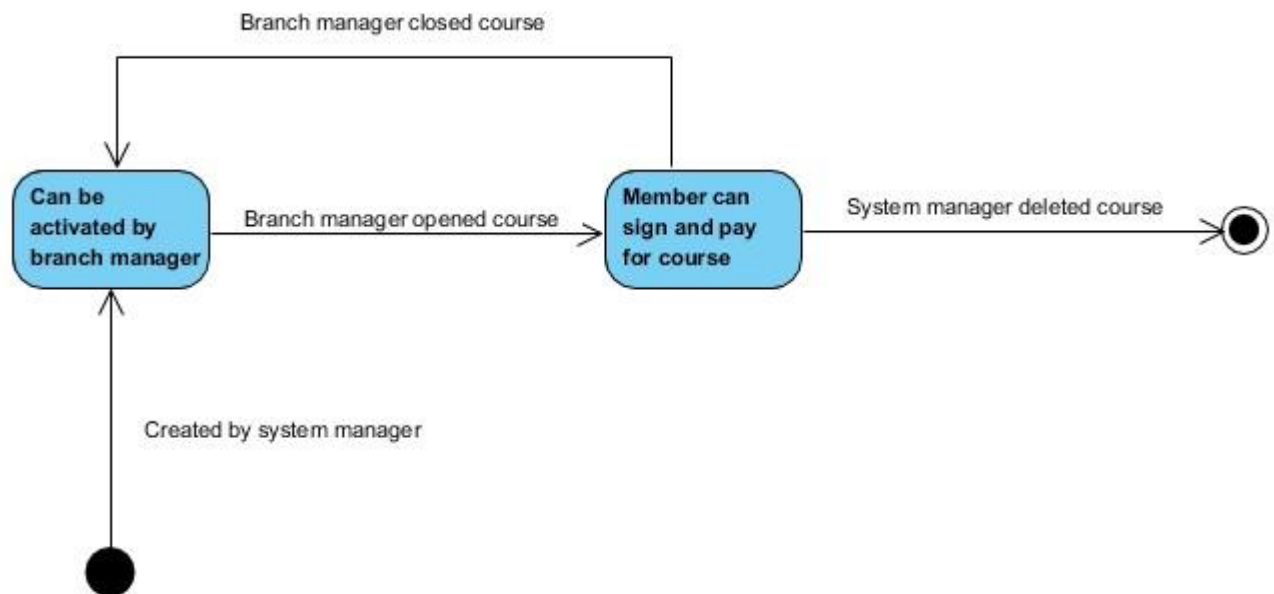 Branch manager closed course
Can be
activated by
branch manager
Branch manager opened course
Member can
sign and pay
for course
System manager deleted course
Created by system manager